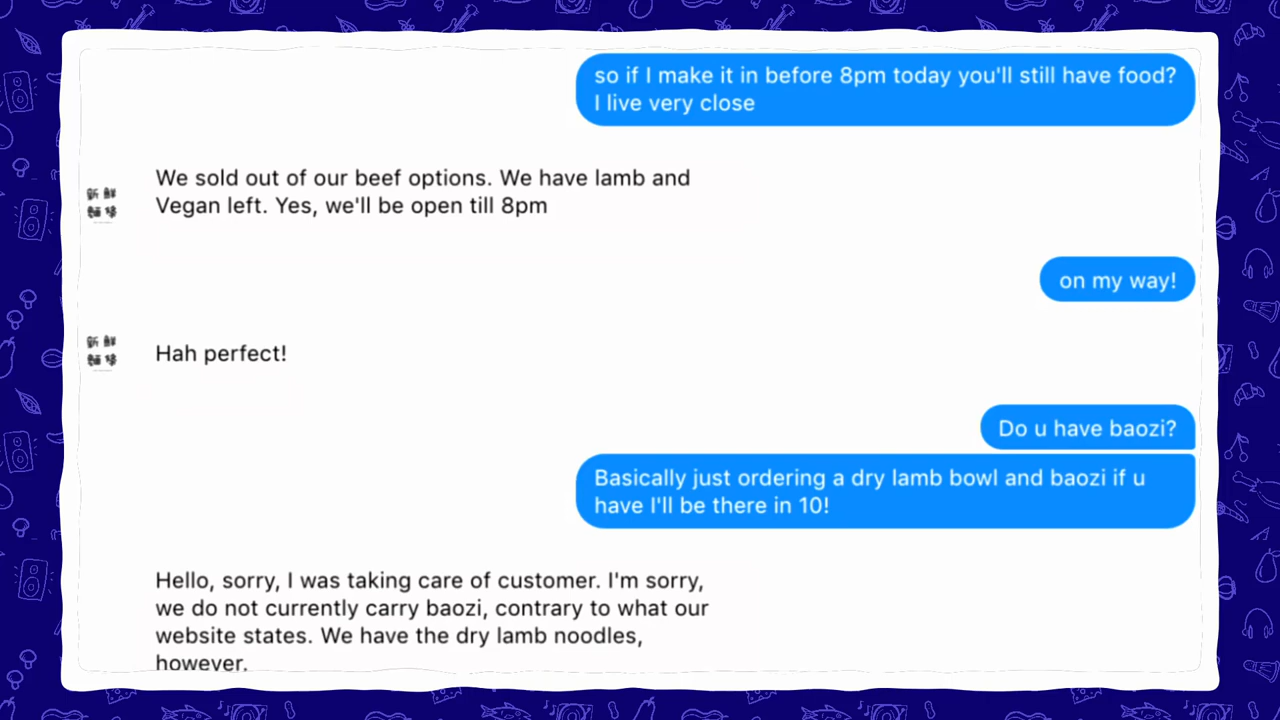 so if I make it in before 8pm today you'll still have food?
I live very close
We sold out of our beef options. We have lamb and
Vegan left. Yes, we'll be open till 8pm
新鮮
on my way!
新鮮
Hah perfect!
Do u have baozi?
Basically just ordering a dry lamb bowl and baozi if u
have I'll be there in 10!
Hello, sorry, I was taking care of customer. I'm sorry,
we do not currently carry baozi, contrary to what our
website states. We have the dry lamb noodles,
however.